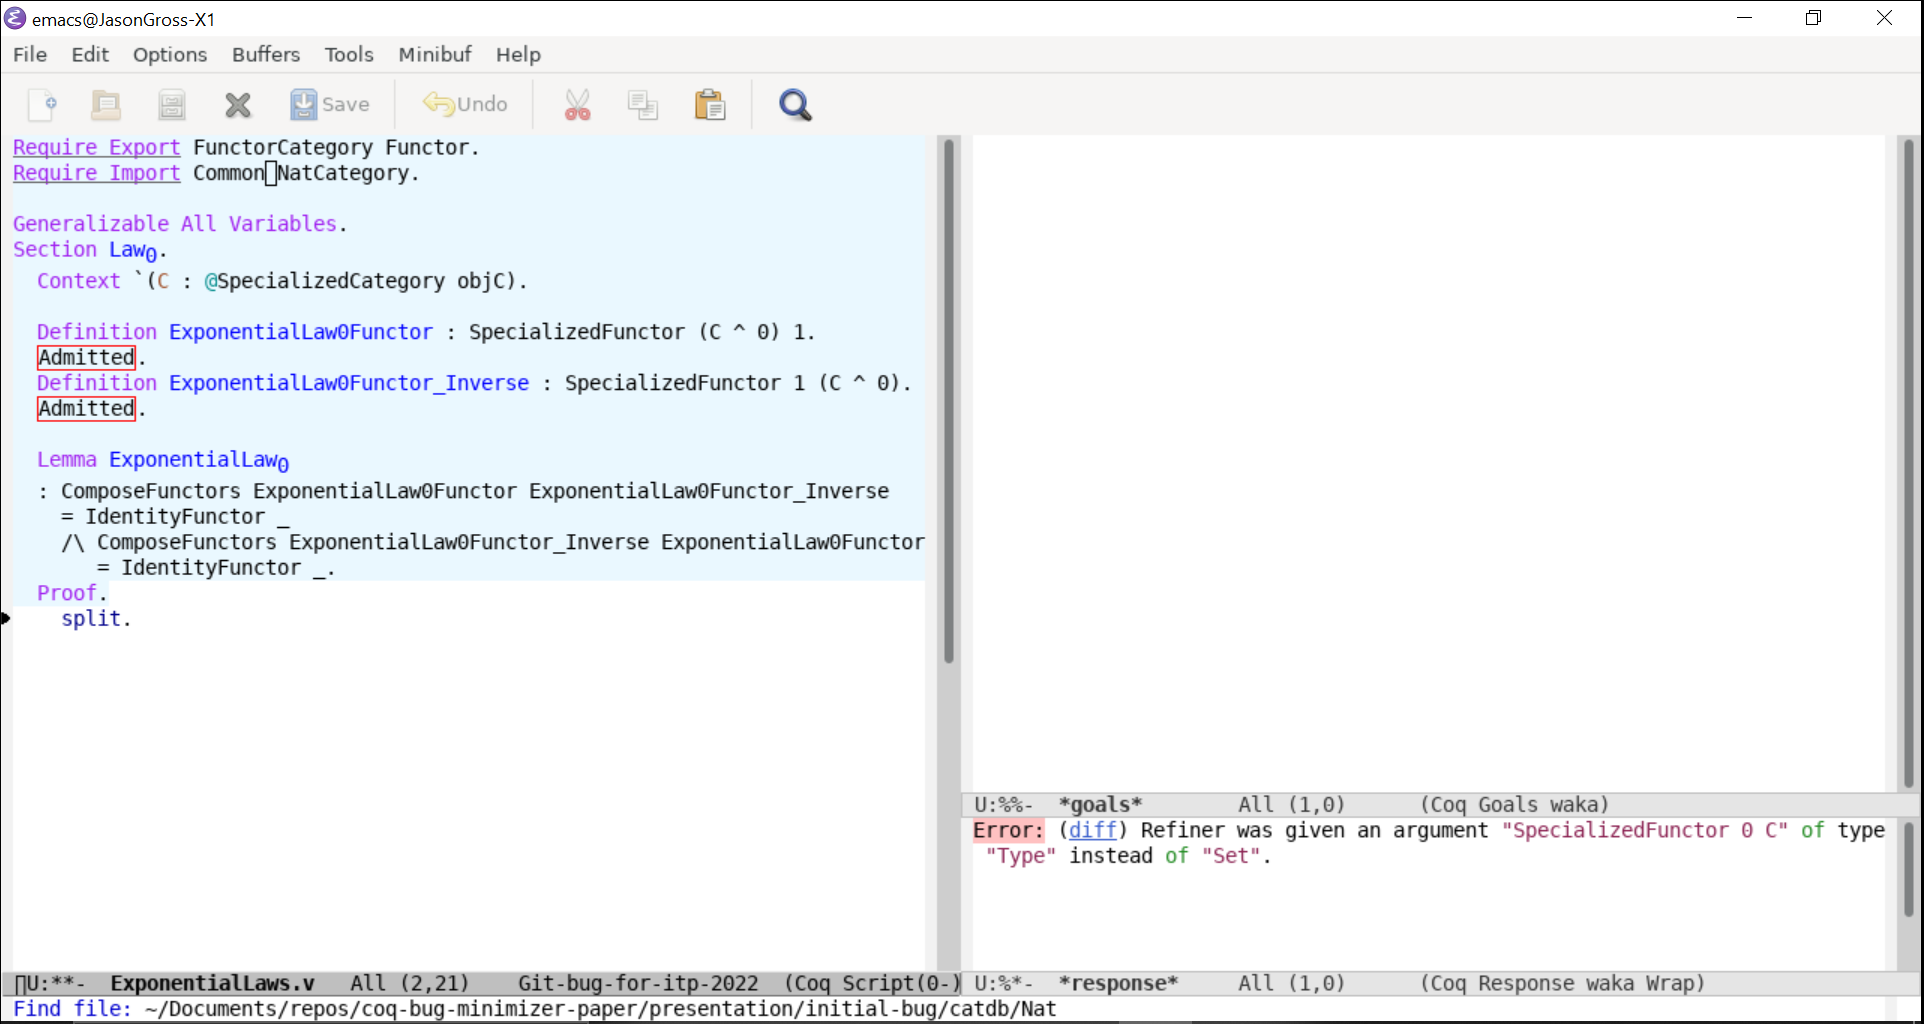 emacs@JasonGross-X1
File Edit Options Buffers Tools Minibuf Help
Save Undo
Require Export FunctorCategory Functor.
Require Import Common NatCategory.
Generalizable All Variables.
Section Law0.
Context `(C : @SpecializedCategory objC).
Definition ExponentialLaw0Functor : SpecializedFunctor (C ^ 0) 1.
Admitted.
Definition ExponentialLaw0Functor_Inverse : SpecializedFunctor 1 (C ^ 0).
Admitted.
Lemma ExponentialLaw0
: ComposeFunctors ExponentialLaw0Functor ExponentialLaw0Functor_Inverse
= IdentityFunctor _
/\ ComposeFunctors ExponentialLaw0Functor_Inverse ExponentialLaw0Functor
= IdentityFunctor _.
Proof.
split.
U:%%- *goals* All (1,0) (Coq Goals waka)
Error: (diff) Refiner was given an argument "SpecializedFunctor 0 C" of type
"Type" instead of "Set".
U:**- ExponentialLaws.v All (2,21) Git-bug-for-itp-2022 (Coq Script(0-)
U:%*- *response* All (1,0) (Coq Response waka Wrap)
Find file: ~/Documents/repos/coq-bug-minimizer-paper/presentation/initial-bug/catdb/Nat